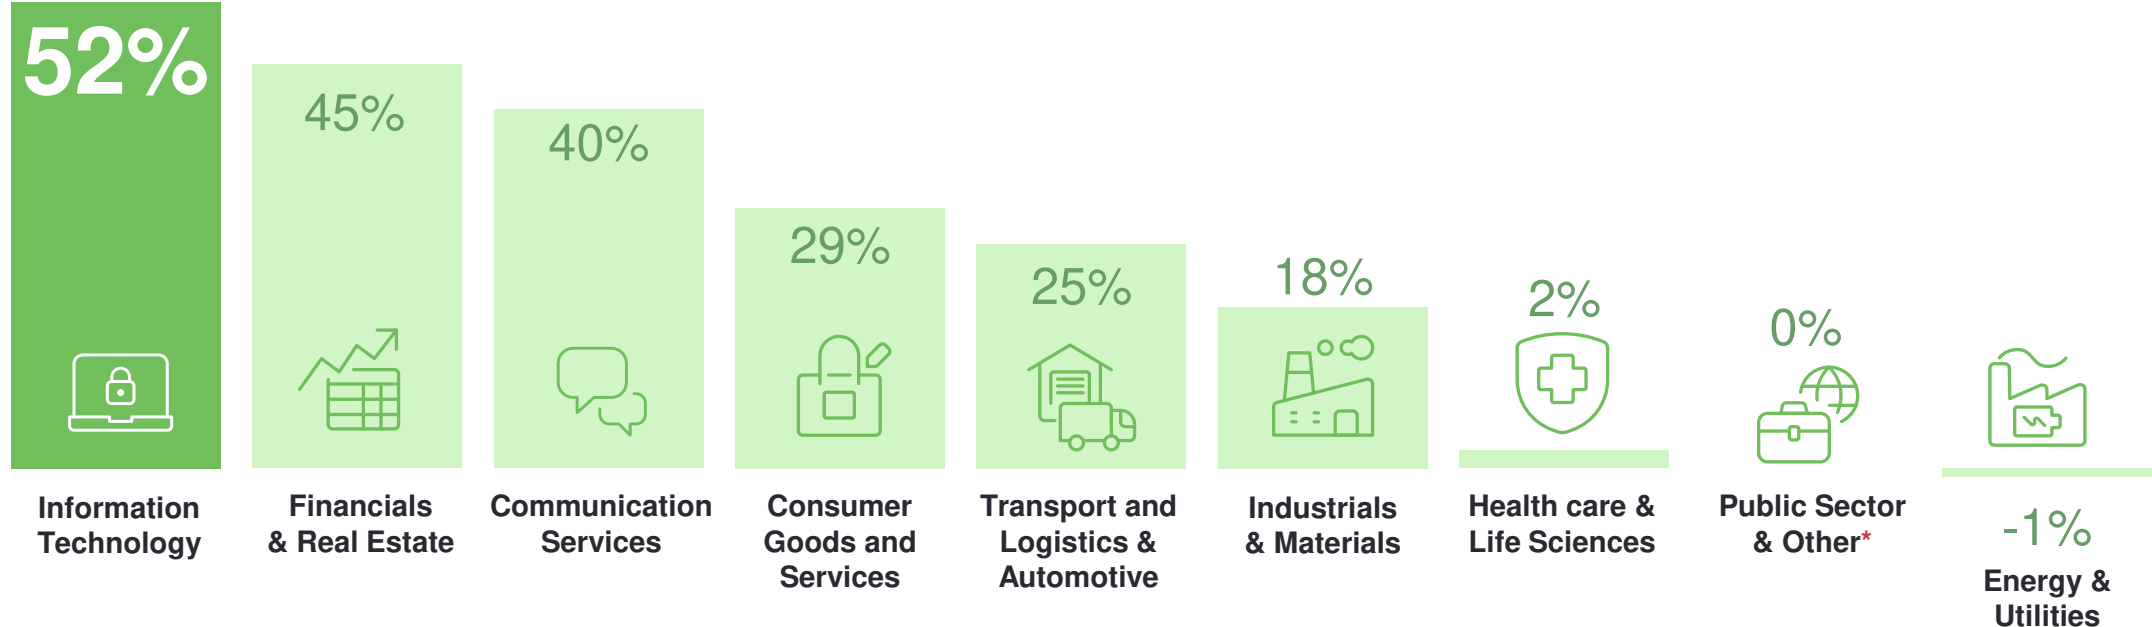 52%
Information
Technology
45%
Financials
& Real Estate
40%
Communication
Services
29%
Consumer
Goods and
Services
25%
Transport and
Logistics &
Automotive
18%
Industrials
& Materials
2%
Health care &
Life Sciences
0%
Public Sector
& Other*
-1%
Energy &
Utilities